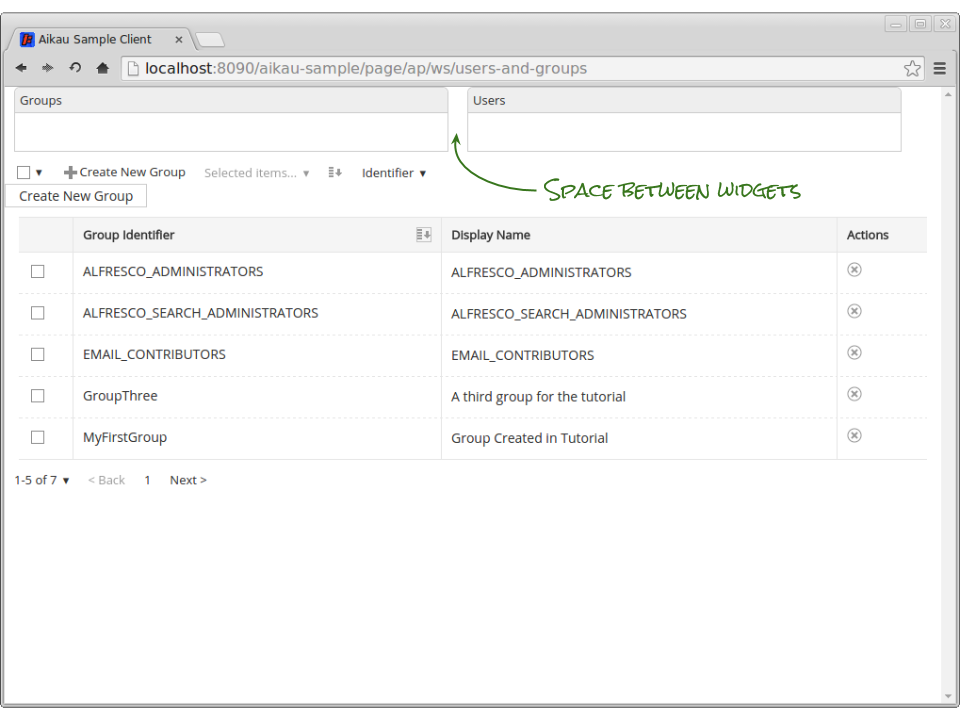 Aikau Sample Client ×
localhost:8090/aikau-sample/page/ap/ws/users-and-groups
Groups Users
Create New Group Selected items... ▾ Identifier ▾
Space between widgets
Create New Group
Group Identifier Display Name Actions
ALFRESCO_ADMINISTRATORS ALFRESCO_ADMINISTRATORS
ALFRESCO_SEARCH_ADMINISTRATORS ALFRESCO_SEARCH_ADMINISTRATORS
EMAIL_CONTRIBUTORS EMAIL_CONTRIBUTORS
GroupThree A third group for the tutorial
MyFirstGroup Group Created in Tutorial
1-5 of 7 ▾ < Back 1 Next >